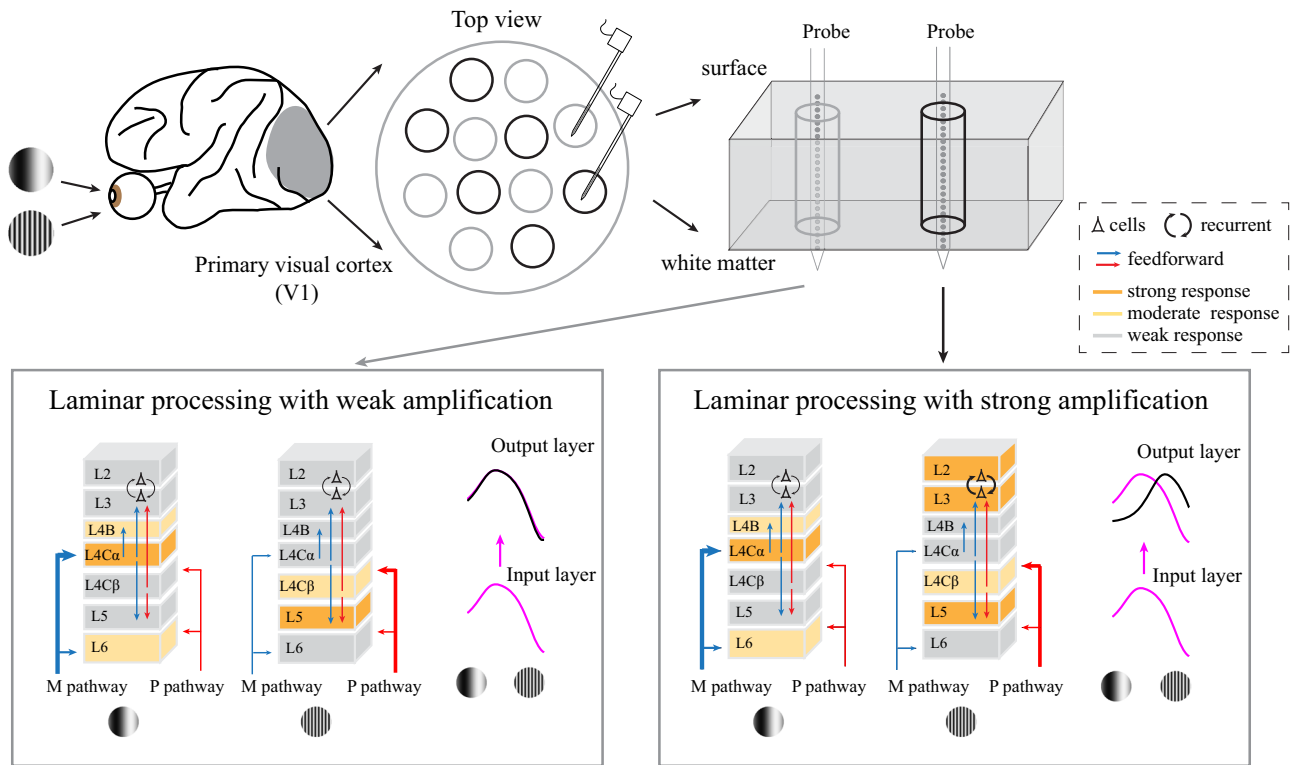 Top view
Probe
Probe
surface
Primary visual cortex
(V1)
white matter
cells
recurrent
feedforward
strong response
moderate response
weak response
Laminar processing with weak amplification
L2
L3
L4B
L4Cα
L4Cβ
L5
L6
M pathway
P pathway
L2
L3
L4B
L4Cα
L4Cβ
L5
L6
M pathway
P pathway
Output layer
Input layer
Laminar processing with strong amplification
L2
L3
L4B
L4Cα
L4Cβ
L5
L6
M pathway
P pathway
L2
L3
L4B
L4Cα
L4Cβ
L5
L6
M pathway
P pathway
Output layer
Input layer